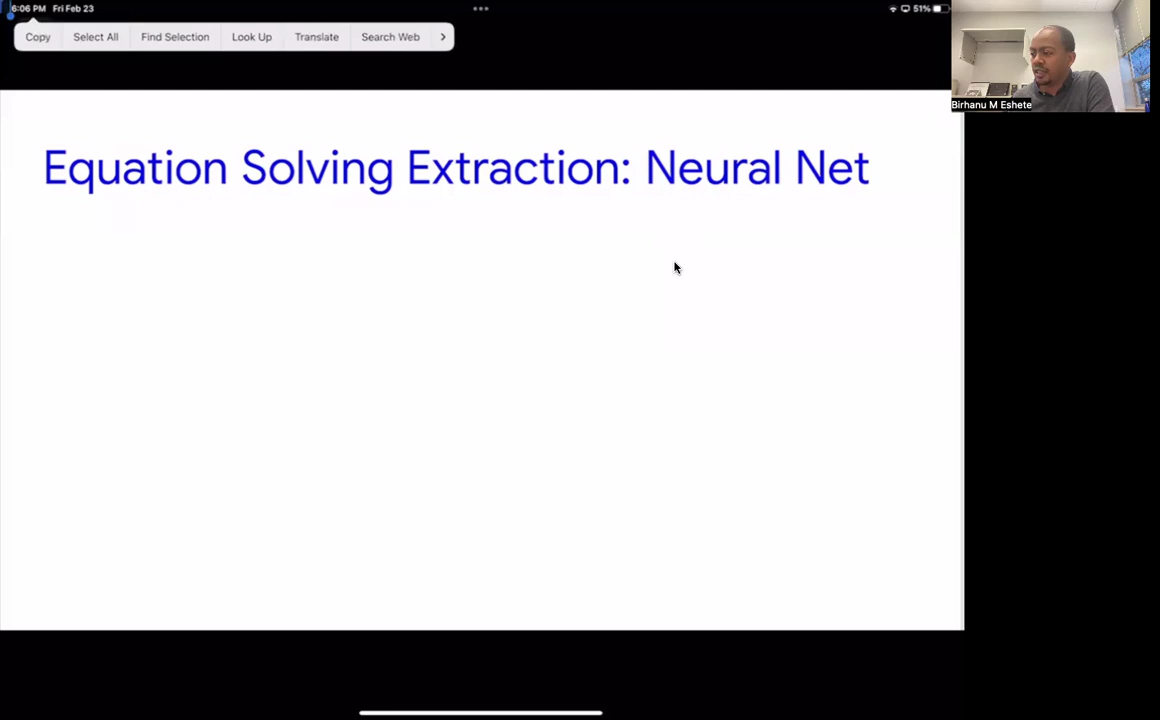 6:06 PM Fri Feb 23
51%
Copy Select All Find Selection Look Up Translate Search Web
Birhanu M Eshete
Equation Solving Extraction: Neural Net